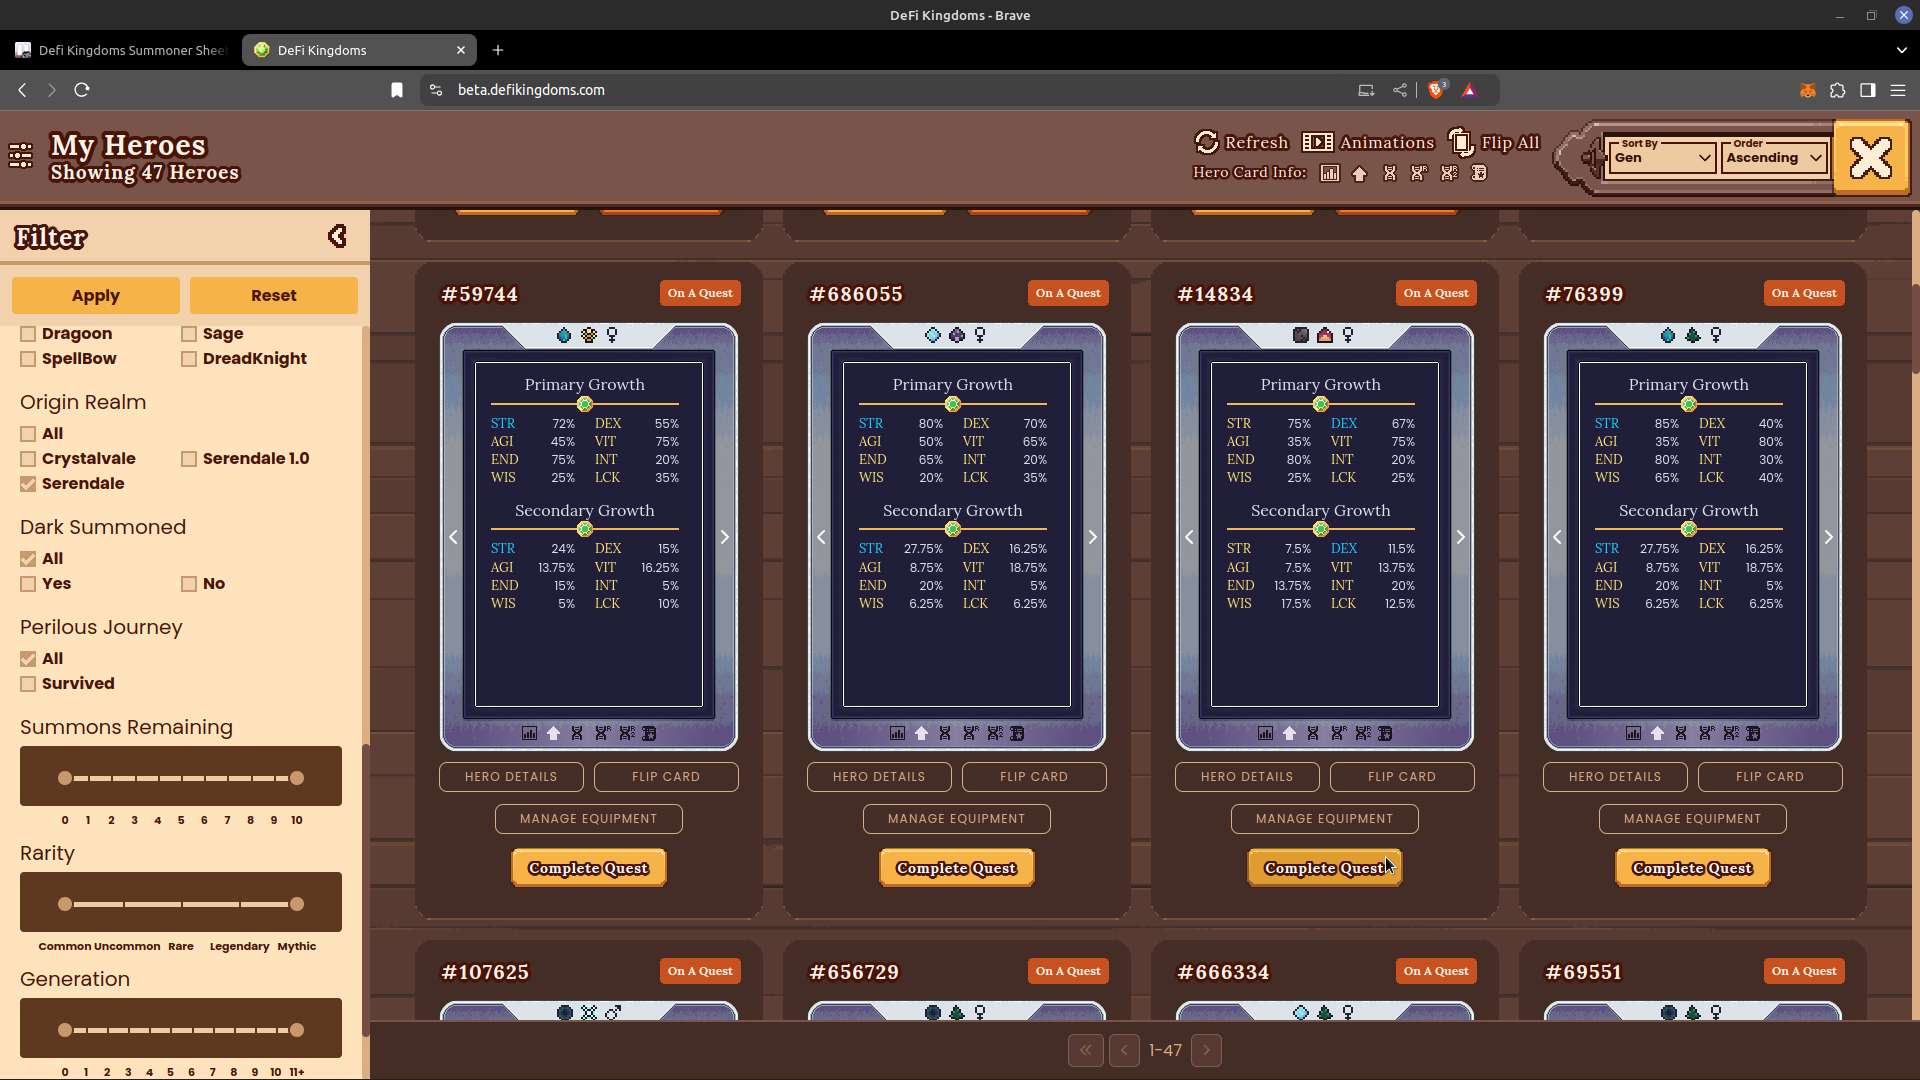 DeFi Kingdoms - Brave
Defi Kingdoms Summoner Shee
DeFi Kingdoms
beta.defikingdoms.com
3
My Heroes
Showing 47 Heroes
Refresh Animations Flip All
Hero Card Info:
Sort By
Gen
Order
Ascending
Filter
Apply Reset
Dragoon Sage
SpellBow DreadKnight
Origin Realm
All
Crystalvale Serendale 1.0
Serendale
Dark Summoned
All
Yes No
Perilous Journey
All
Survived
Summons Remaining
0 1 2 3 4 5 6 7 8 9 10
Rarity
Common Uncommon Rare Legendary Mythic
Generation
0 1 2 3 4 5 6 7 8 9 10 11+
#59744 On A Quest
Primary Growth
STR 72% DEX 55%
AGI 45% VIT 75%
END 75% INT 20%
WIS 25% LCK 35%
Secondary Growth
STR 24% DEX 15%
AGI 13.75% VIT 16.25%
END 15% INT 5%
WIS 5% LCK 10%
HERO DETAILS FLIP CARD
MANAGE EQUIPMENT
Complete Quest
#686055 On A Quest
Primary Growth
STR 80% DEX 70%
AGI 50% VIT 65%
END 65% INT 20%
WIS 20% LCK 35%
Secondary Growth
STR 27.75% DEX 16.25%
AGI 8.75% VIT 18.75%
END 20% INT 5%
WIS 6.25% LCK 6.25%
HERO DETAILS FLIP CARD
MANAGE EQUIPMENT
Complete Quest
#14834 On A Quest
Primary Growth
STR 75% DEX 67%
AGI 35% VIT 75%
END 80% INT 20%
WIS 25% LCK 25%
Secondary Growth
STR 7.5% DEX 11.5%
AGI 7.5% VIT 13.75%
END 13.75% INT 20%
WIS 17.5% LCK 12.5%
HERO DETAILS FLIP CARD
MANAGE EQUIPMENT
Complete Quest
#76399 On A Quest
Primary Growth
STR 85% DEX 40%
AGI 35% VIT 80%
END 80% INT 30%
WIS 65% LCK 40%
Secondary Growth
STR 27.75% DEX 16.25%
AGI 8.75% VIT 18.75%
END 20% INT 5%
WIS 6.25% LCK 6.25%
HERO DETAILS FLIP CARD
MANAGE EQUIPMENT
Complete Quest
#107625 On A Quest
#656729 On A Quest
#666334 On A Quest
#69551 On A Quest
1-47